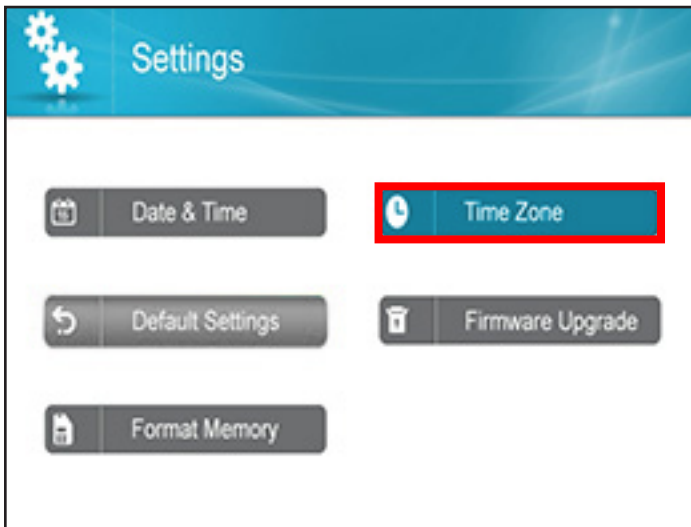 Settings
Date & Time
Time Zone
Default Settings
Firmware Upgrade
Format Memory